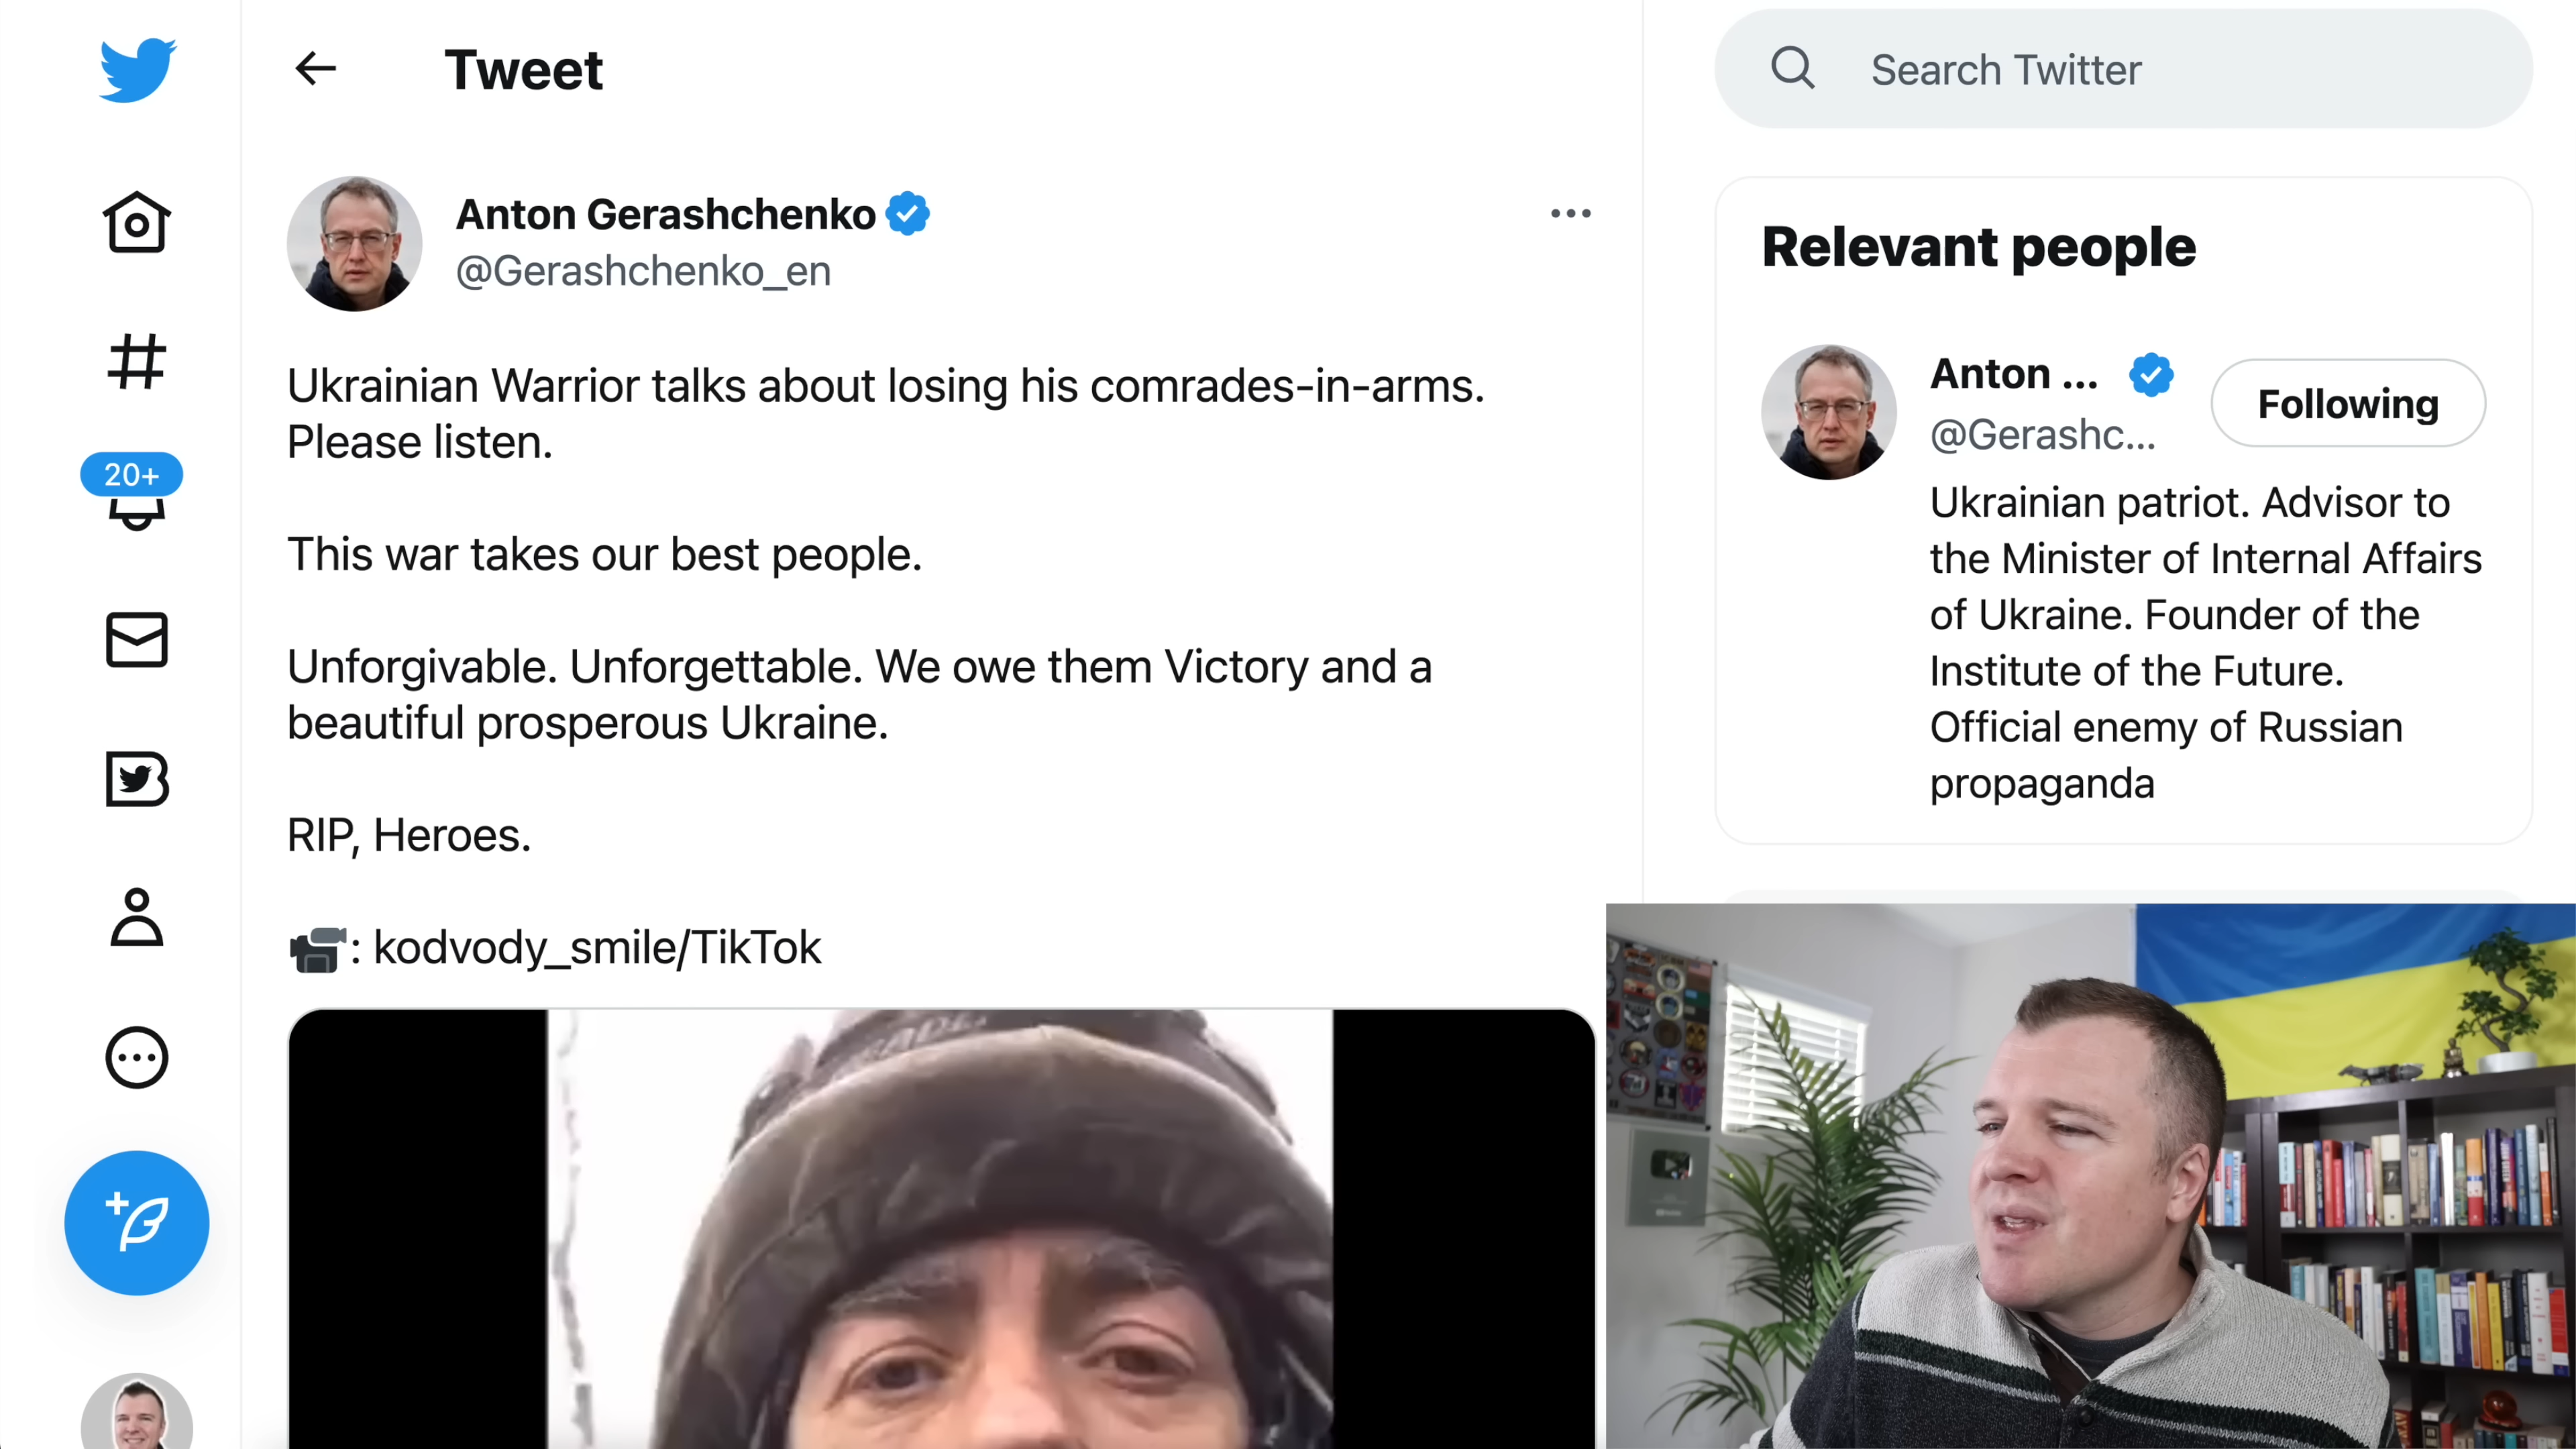 Tweet
Search Twitter
Anton Gerashchenko
@Gerashchenko_en
Ukrainian Warrior talks about losing his comrades-in-arms.
Please listen.
This war takes our best people.
Unforgivable. Unforgettable. We owe them Victory and a
beautiful prosperous Ukraine.
RIP, Heroes.
: kodvody_smile/TikTok
20+
Relevant people
Anton ...
@Gerashc...
Following
Ukrainian patriot. Advisor to
the Minister of Internal Affairs
of Ukraine. Founder of the
Institute of the Future.
Official enemy of Russian
propaganda